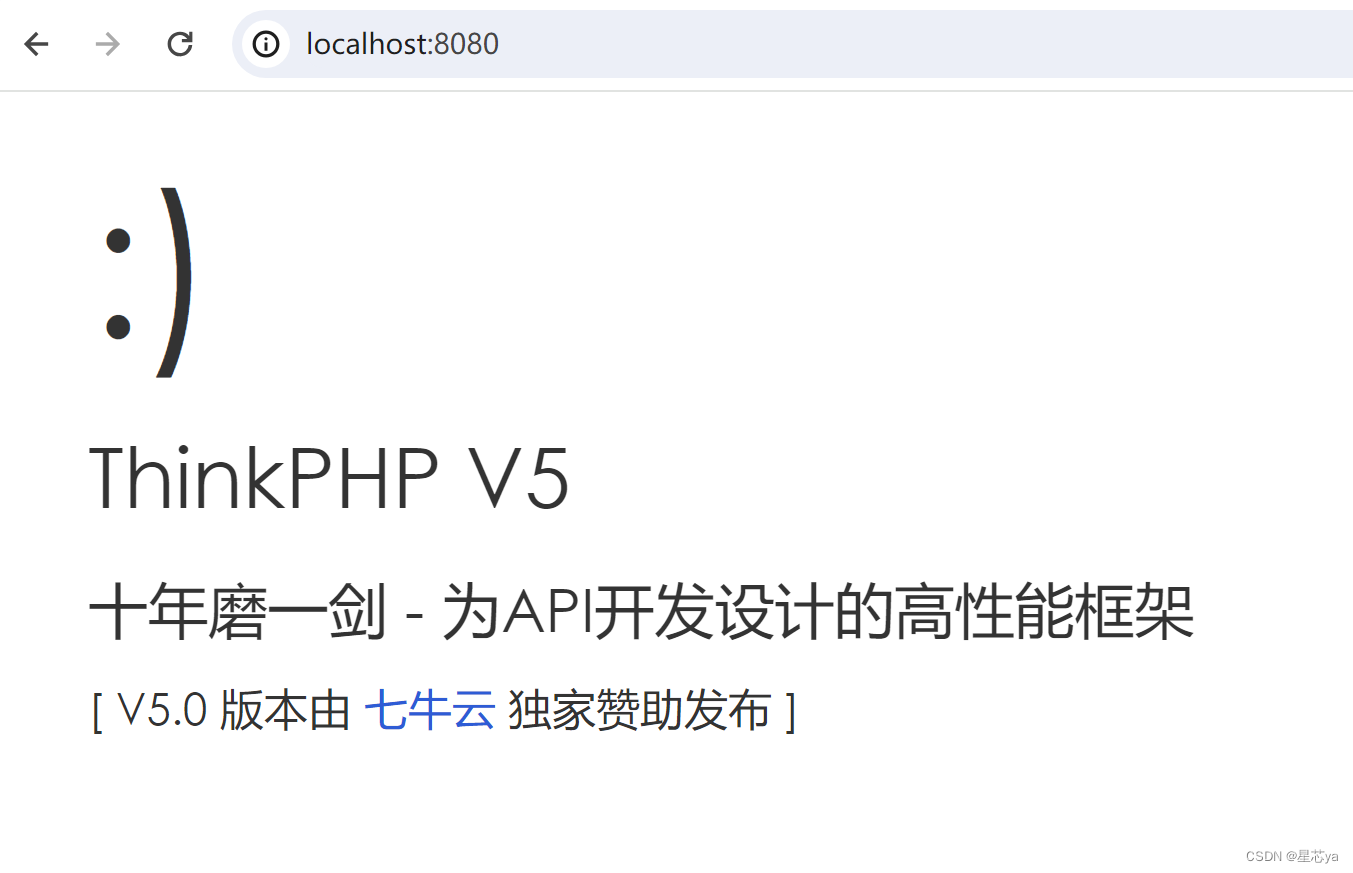 localhost:8080
:)
ThinkPHP V5
十年磨一剑 - 为API开发设计的高性能框架
[ V5.0 版本由 七牛云 独家赞助发布 ]
CSDN @星芯ya